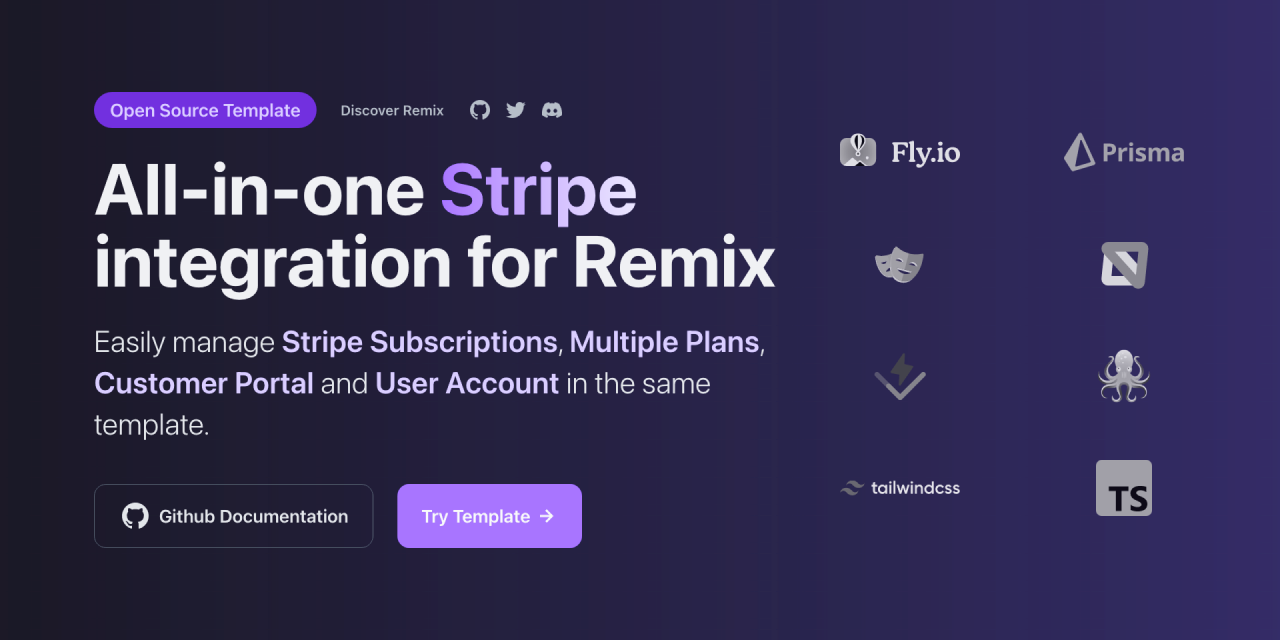 Open Source Template
Discover Remix
All-in-one Stripe
integration for Remix
Easily manage Stripe Subscriptions, Multiple Plans,
Customer Portal and User Account in the same
template.
Github Documentation
Try Template →
Fly.io
Prisma
tailwindcss
TS